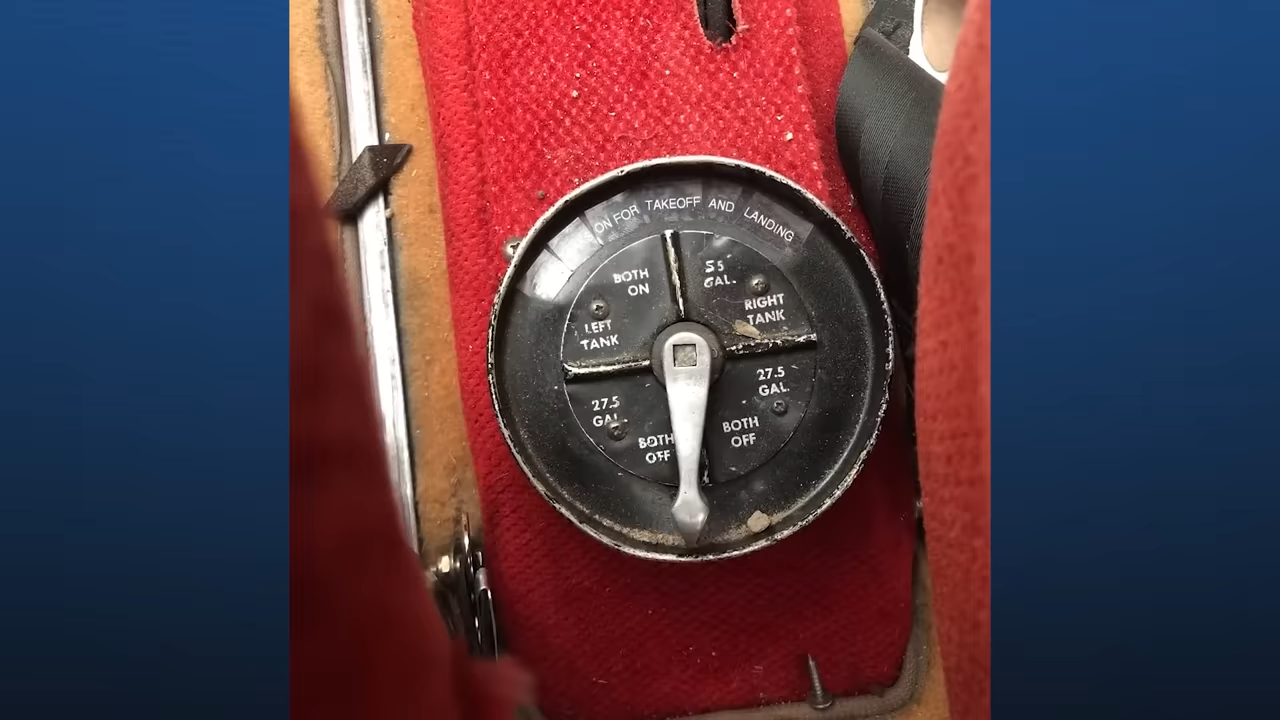 ON FOR TAKEOFF AND LANDING
BOTH
ON
55
GAL.
LEFT
TANK
RIGHT
TANK
27.5
GAL.
27.5
GAL.
BOTH
OFF
BOTH
OFF